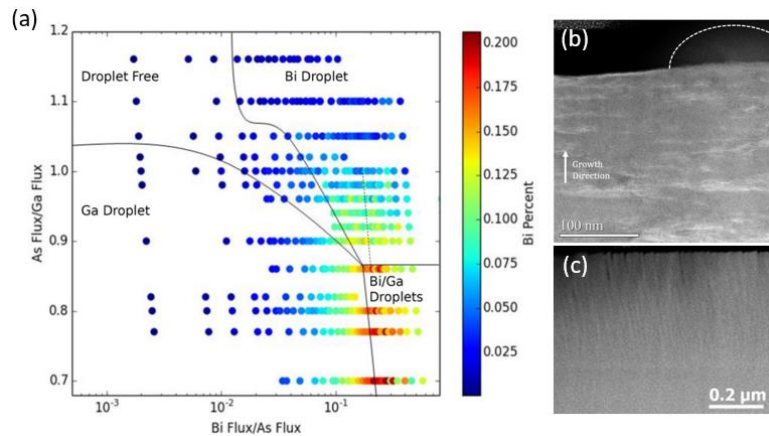 (a)
1.2
1.1
1.0
0.9
0.8
0.7
As Flux/Ga Flux
Droplet Free
Bi Droplet
Ga Droplet
Bi/Ga
Droplets
10⁻³
10⁻²
10⁻¹
Bi Flux/As Flux
0.200
0.175
0.150
0.125
0.100
0.075
0.050
0.025
Bi Percent
(b)
Growth
Direction
100 nm
(c)
0.2 μm